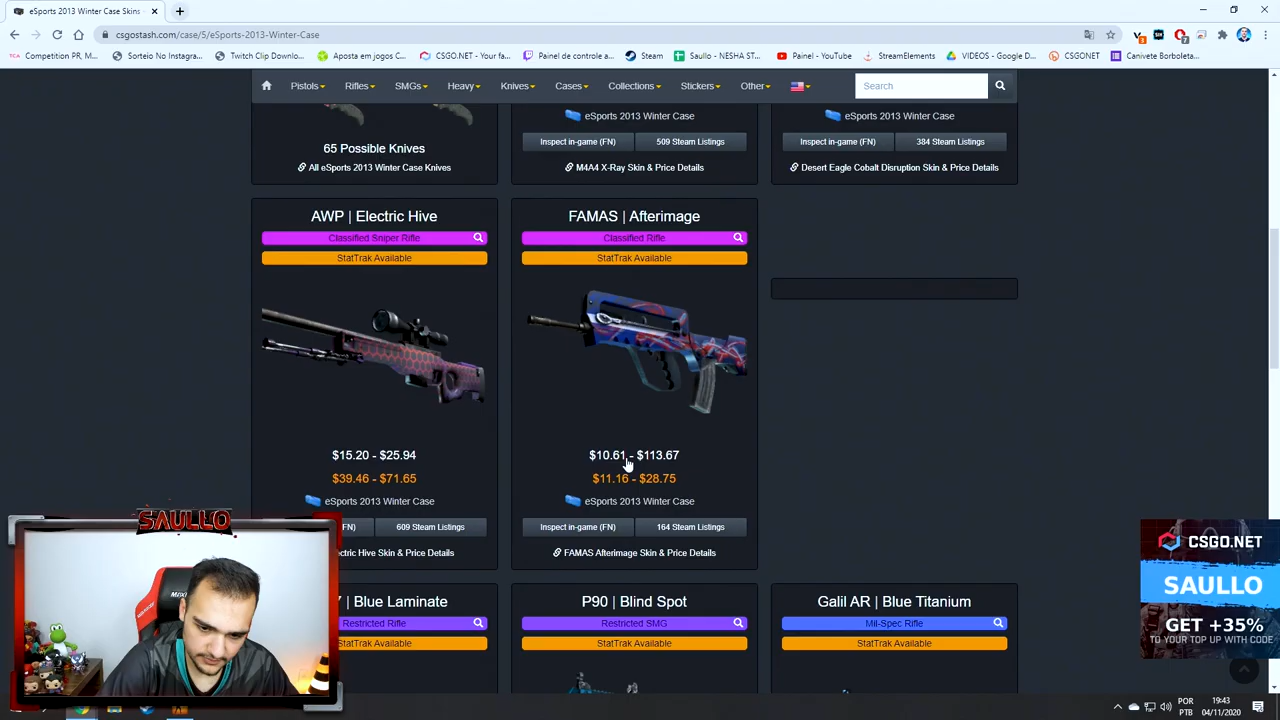 eSports 2013 Winter Case Skins
csgostash.com/case/5/eSports-2013-Winter-Case
Competition PR, M...
Sorteio No Instagra...
Twitch Clip Downlo...
Aposta em jogos C...
CSGO.NET - Your fa...
Painel de controle a...
Steam
Saullo - NESHA ST...
Painel - YouTube
StreamElements
VIDEOS - Google D...
CSGONET
Canivete Borboleta...
Pistols
Rifles
SMGs
Heavy
Knives
Cases
Collections
Stickers
Other
Search
65 Possible Knives
All eSports 2013 Winter Case Knives
eSports 2013 Winter Case
Inspect in-game (FN)
509 Steam Listings
M4A4 X-Ray Skin & Price Details
eSports 2013 Winter Case
Inspect in-game (FN)
384 Steam Listings
Desert Eagle Cobalt Disruption Skin & Price Details
AWP | Electric Hive
Classified Sniper Rifle
StatTrak Available
$15.20 - $25.94
$39.46 - $71.65
eSports 2013 Winter Case
(FN)
609 Steam Listings
ectric Hive Skin & Price Details
FAMAS | Afterimage
Classified Rifle
StatTrak Available
$10.61 - $113.67
$11.16 - $28.75
eSports 2013 Winter Case
Inspect in-game (FN)
164 Steam Listings
FAMAS Afterimage Skin & Price Details
7 | Blue Laminate
Restricted Rifle
StatTrak Available
P90 | Blind Spot
Restricted SMG
StatTrak Available
Galil AR | Blue Titanium
Mil-Spec Rifle
StatTrak Available
SAULLO
CSGO.NET
SAULLO
GET +35%
TO YOUR TOP UP WITH CODE
POR
PTB
19:43
04/11/2020